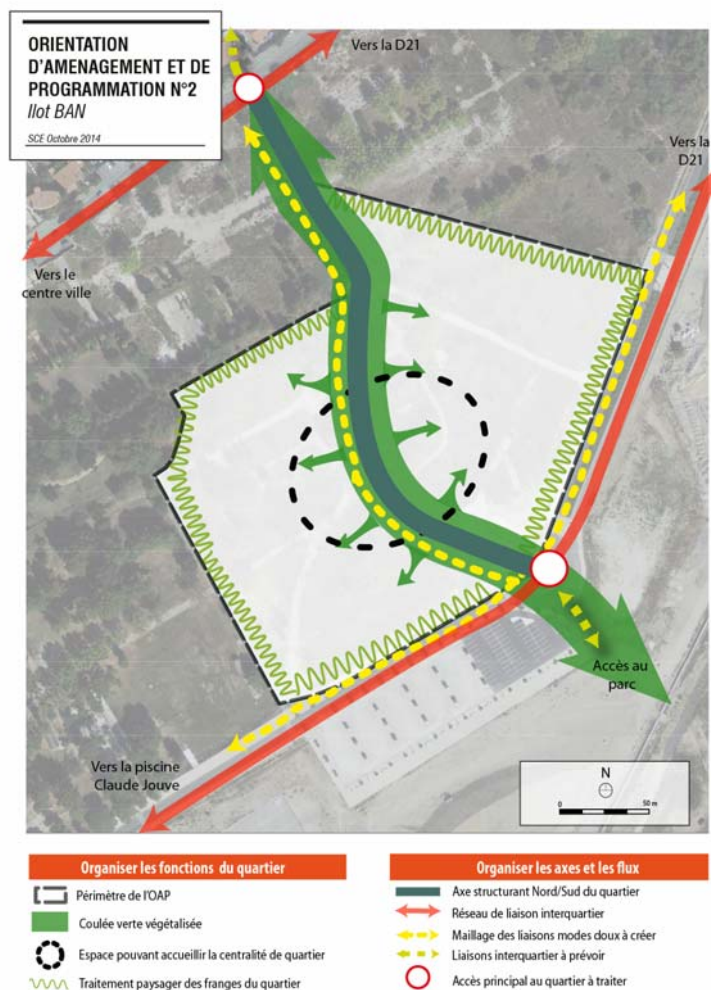 ORIENTATION
D'AMENAGEMENT ET DE
PROGRAMMATION N°2
Ilot BAN
SCE Octobre 2014
Vers la D21
Vers la
D21
Vers le
centre ville
Accès au
parc
Vers la piscine
Claude Jouve
N
0 50 m
Organiser les fonctions du quartier
Périmètre de l'OAP
Coulée verte végétalisée
Espace pouvant accueillir la centralité de quartier
Traitement paysager des franges du quartier
Organiser les axes et les flux
Axe structurant Nord/Sud du quartier
Réseau de liaison interquartier
Maillage des liaisons modes doux à créer
Liaisons interquartier à prévoir
Accès principal au quartier à traiter